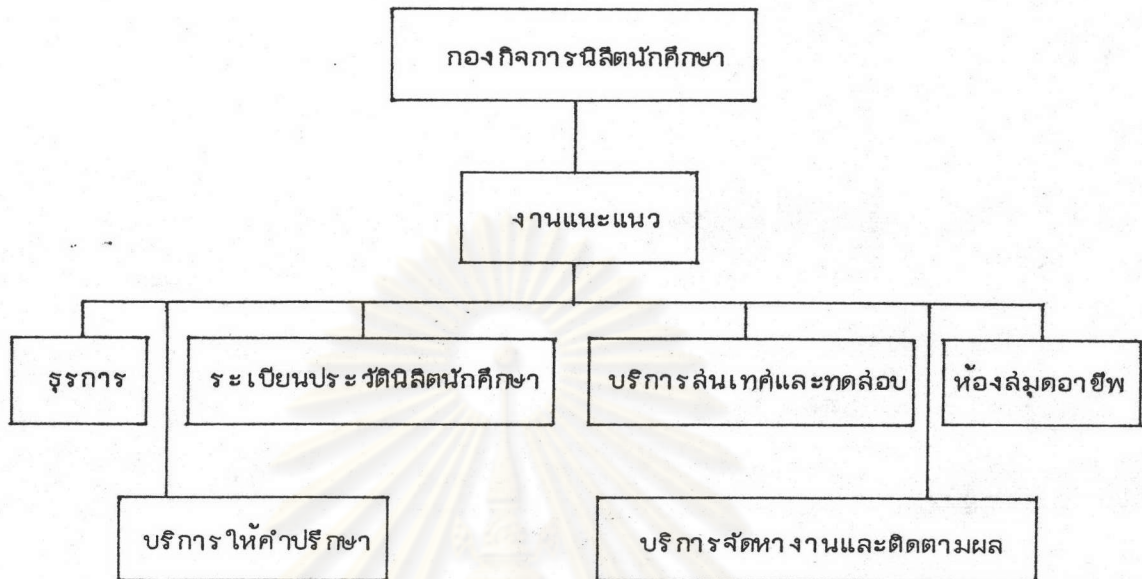 กองกิจการนิสิตนักศึกษา
งานแนะแนว
ธุรการ
ระเบียนประวัตินิสิตนักศึกษา
บริการสนเทศและทดสอบ
ห้องสมุดอาชีพ
บริการให้คำปรึกษา
บริการจัดหางานและติดตามผล